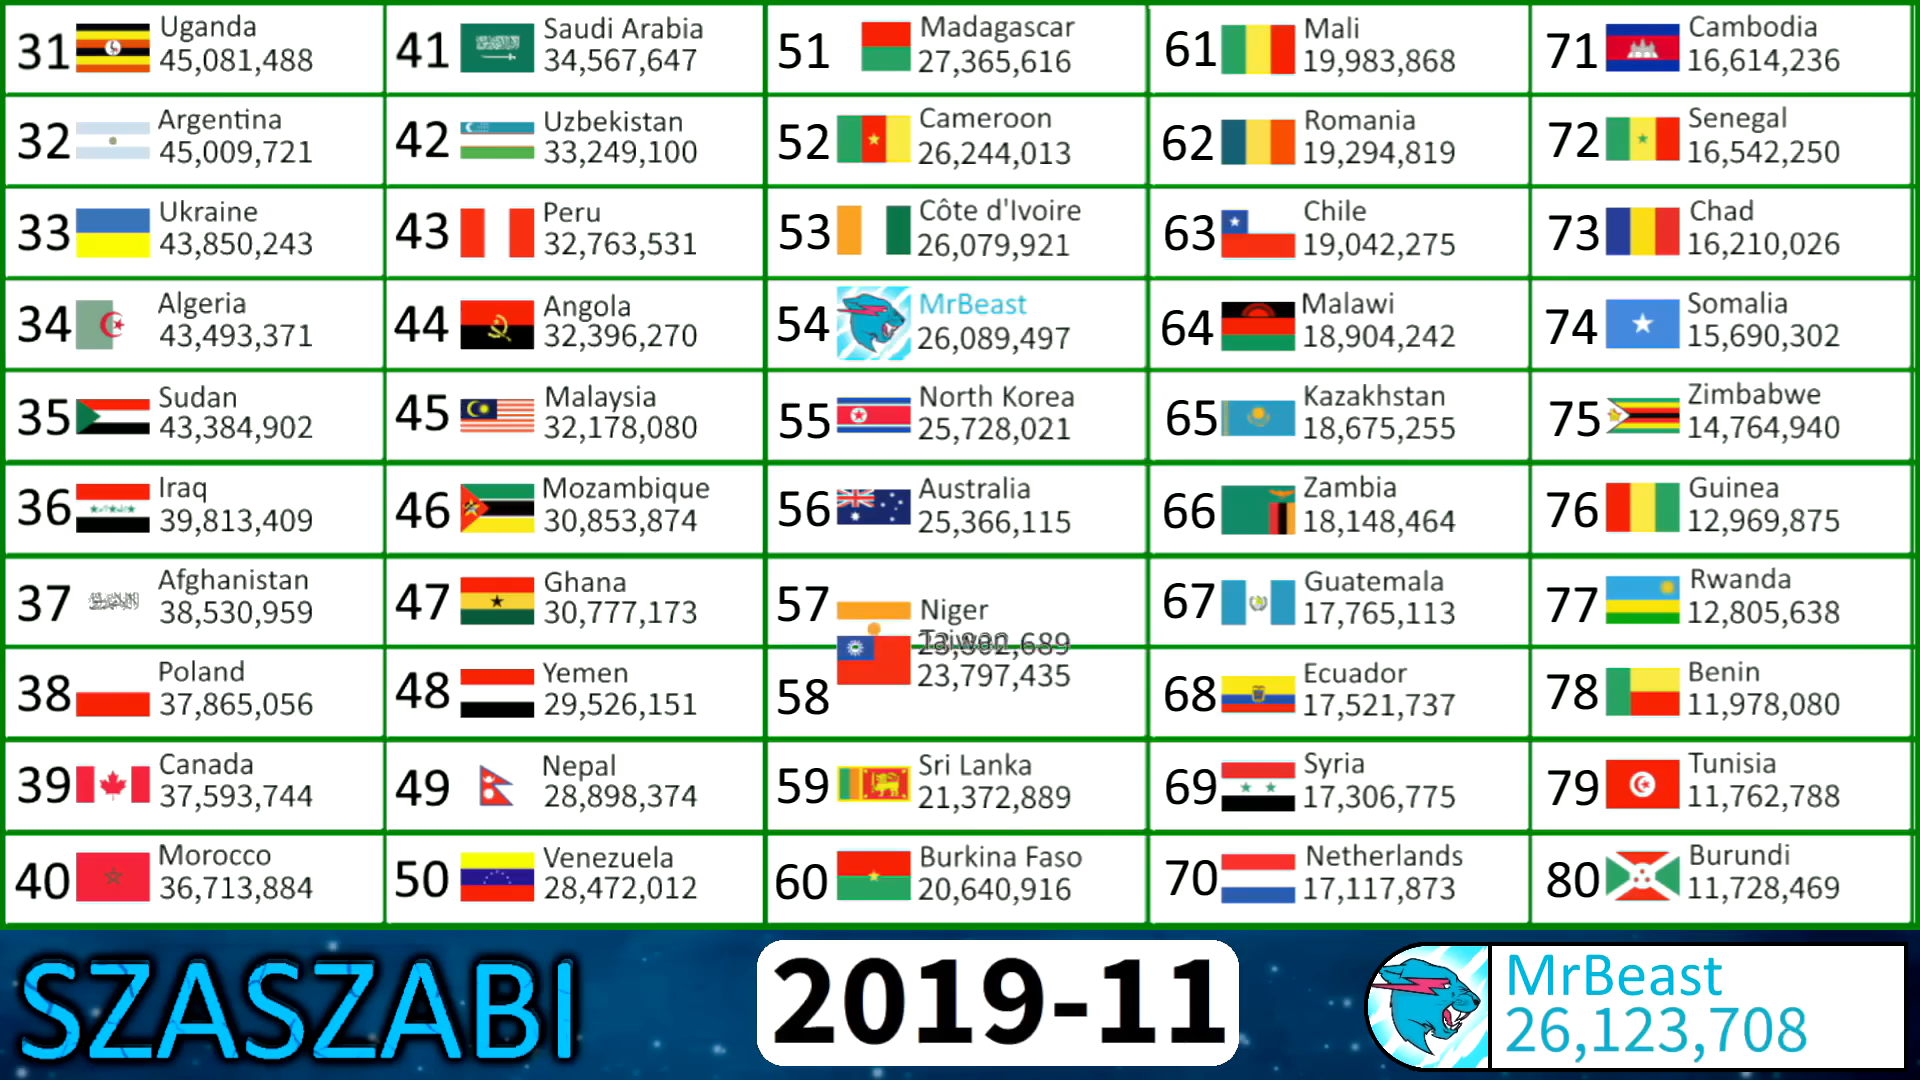 31 Uganda
45,081,488
32 Argentina
45,009,721
33 Ukraine
43,850,243
34 Algeria
43,493,371
35 Sudan
43,384,902
36 Iraq
39,813,409
37 Afghanistan
38,530,959
38 Poland
37,865,056
39 Canada
37,593,744
40 Morocco
36,713,884
41 Saudi Arabia
34,567,647
42 Uzbekistan
33,249,100
43 Peru
32,763,531
44 Angola
32,396,270
45 Malaysia
32,178,080
46 Mozambique
30,853,874
47 Ghana
30,777,173
48 Yemen
29,526,151
49 Nepal
28,898,374
50 Venezuela
28,472,012
51 Madagascar
27,365,616
52 Cameroon
26,244,013
53 Côte d'Ivoire
26,079,921
54 MrBeast
26,089,497
55 North Korea
25,728,021
56 Australia
25,366,115
57 Niger
Taiwan
58 23,797,435
59 Sri Lanka
21,372,889
60 Burkina Faso
20,640,916
61 Mali
19,983,868
62 Romania
19,294,819
63 Chile
19,042,275
64 Malawi
18,904,242
65 Kazakhstan
18,675,255
66 Zambia
18,148,464
67 Guatemala
17,765,113
68 Ecuador
17,521,737
69 Syria
17,306,775
70 Netherlands
17,117,873
71 Cambodia
16,614,236
72 Senegal
16,542,250
73 Chad
16,210,026
74 Somalia
15,690,302
75 Zimbabwe
14,764,940
76 Guinea
12,969,875
77 Rwanda
12,805,638
78 Benin
11,978,080
79 Tunisia
11,762,788
80 Burundi
11,728,469
SZASZABI
2019-11
MrBeast
26,123,708